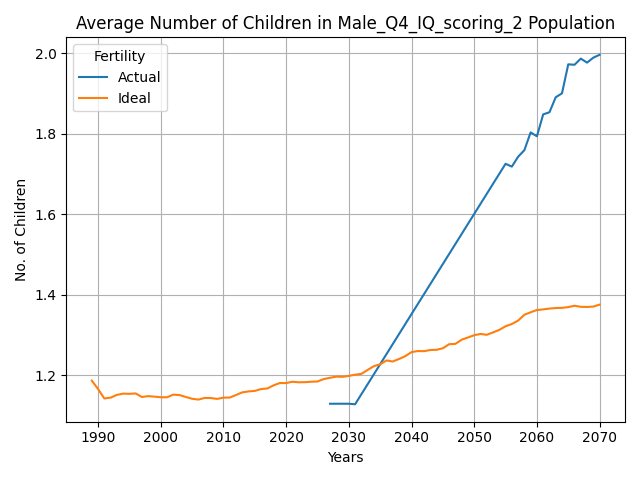 Average Number of Children in Male_Q4_IQ_scoring_2 Population
Fertility
Actual
Ideal
No. of Children
2.0
1.8
1.6
1.4
1.2
1990 2000 2010 2020 2030 2040 2050 2060 2070
Years